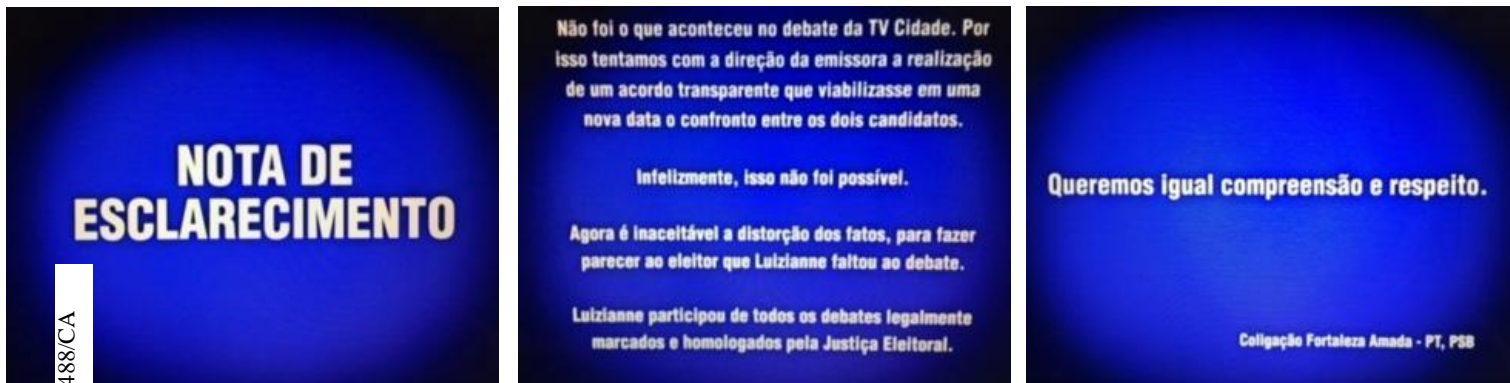 NOTA DE
ESCLARECIMENTO
488/CA
Não foi o que aconteceu no debate da TV Cidade. Por
isso tentamos com a direção da emissora a realização
de um acordo transparente que viabilizasse em uma
nova data o confronto entre os dois candidatos.
Infelizmente, isso não foi possível.
Agora é inaceitável a distorção dos fatos, para fazer
parecer ao eleitor que Luizianne faltou ao debate.
Luizianne participou de todos os debates legalmente
marcados e homologados pela Justiça Eleitoral.
Queremos igual compreensão e respeito.
Coligação Fortaleza Amada - PT, PSB